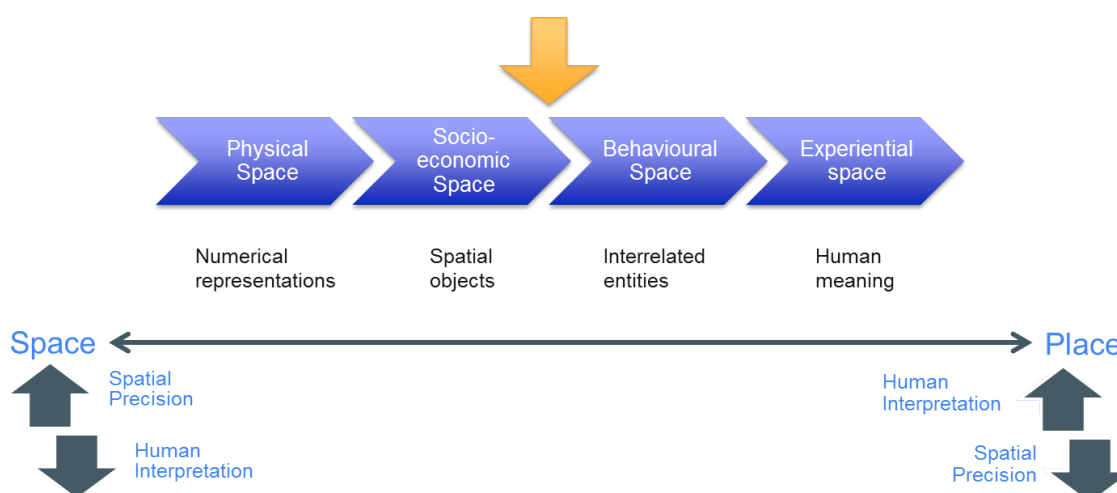 Physical
Space
Socio-
economic
Space
Behavioural
Space
Experiential
space
Numerical
representations
Spatial
objects
Interrelated
entities
Human
meaning
Space
Place
Spatial
Precision
Human
Interpretation
Human
Interpretation
Spatial
Precision